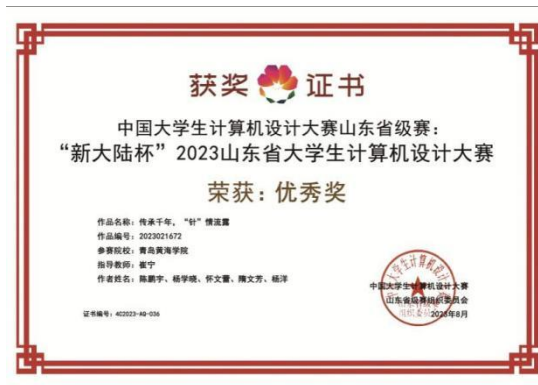 获奖证书
中国大学生计算机设计大赛山东省级赛：
“新大陆杯”2023山东省大学生计算机设计大赛
荣获：优秀奖
作品名称：传承千年，“针”情流露
作品编号：2023021672
参赛院校：青岛黄海学院
指导教师：崔宁
作者姓名：陈鹏宇、杨学晓、怀文蕾、隋文芳、杨洋
中国大学生计算机设计大赛
山东省级赛组织委员会
2023年8月
证书编号：402023-AQ-036